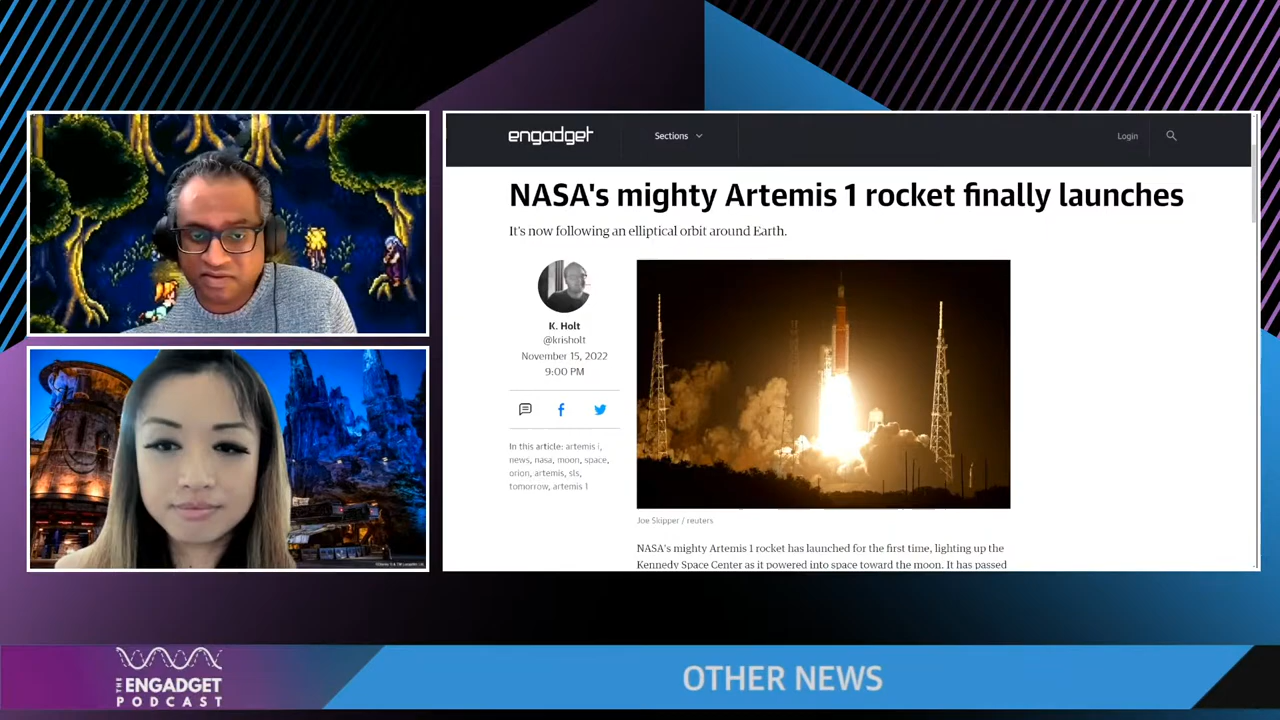 engadget
Sections
Login
NASA's mighty Artemis 1 rocket finally launches
It's now following an elliptical orbit around Earth.
K. Holt
@krisholt
November 15, 2022
9:00 PM
In this article: artemis i,
news, nasa, moon, space,
orion, artemis, sls,
tomorrow, artemis 1
Joe Skipper / reuters
NASA's mighty Artemis 1 rocket has launched for the first time, lighting up the
Kennedy Space Center as it powered into space toward the moon. It has passed
THE
ENGADGET
PODCAST
OTHER NEWS